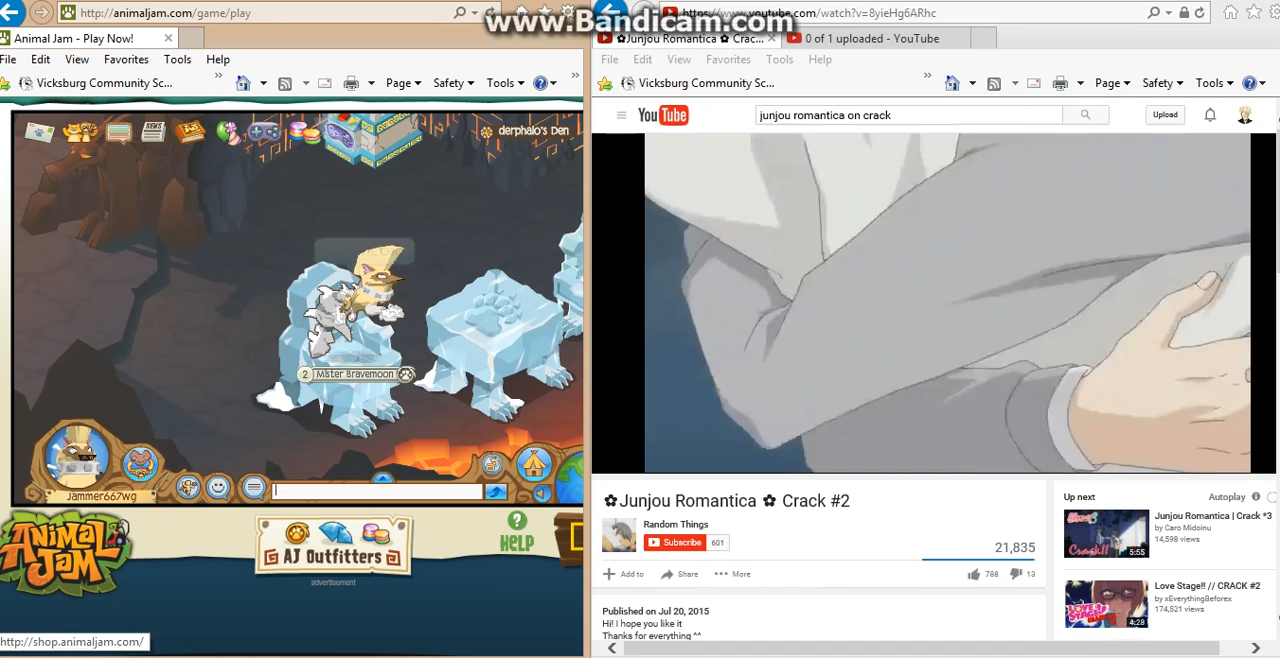 www.Bandicam.com
http://animaljam.com/game/play
Animal Jam - Play Now!
File Edit View Favorites Tools Help
Vicksburg Community Sc...
Page Safety Tools
NEWS
derphalo's Den
2 Mister Bravemoon
Jammer667wg
ANIMAL JAM
AJ Outfitters
advertisement
HELP
http://shop.animaljam.com/
https://www.youtube.com/watch?v=8yieHg6ARhc
✿Junjou Romantica ✿ Crac...
0 of 1 uploaded - YouTube
File Edit View Favorites Tools Help
Vicksburg Community Sc...
Page Safety Tools
YouTube
junjou romantica on crack
Upload
✿Junjou Romantica ✿ Crack #2
Random Things
Subscribe 601
21,835
Add to Share More
788 13
Published on Jul 20, 2015
Hi! I hope you like it
Thanks for everything ^^
Up next
Autoplay
Junjou Romantica | Crack *3
by Caro Midoinu
14,598 views
Crack!!
5:55
Love Stage!! // CRACK #2
by xEverythingBeforex
174,521 views
4:28